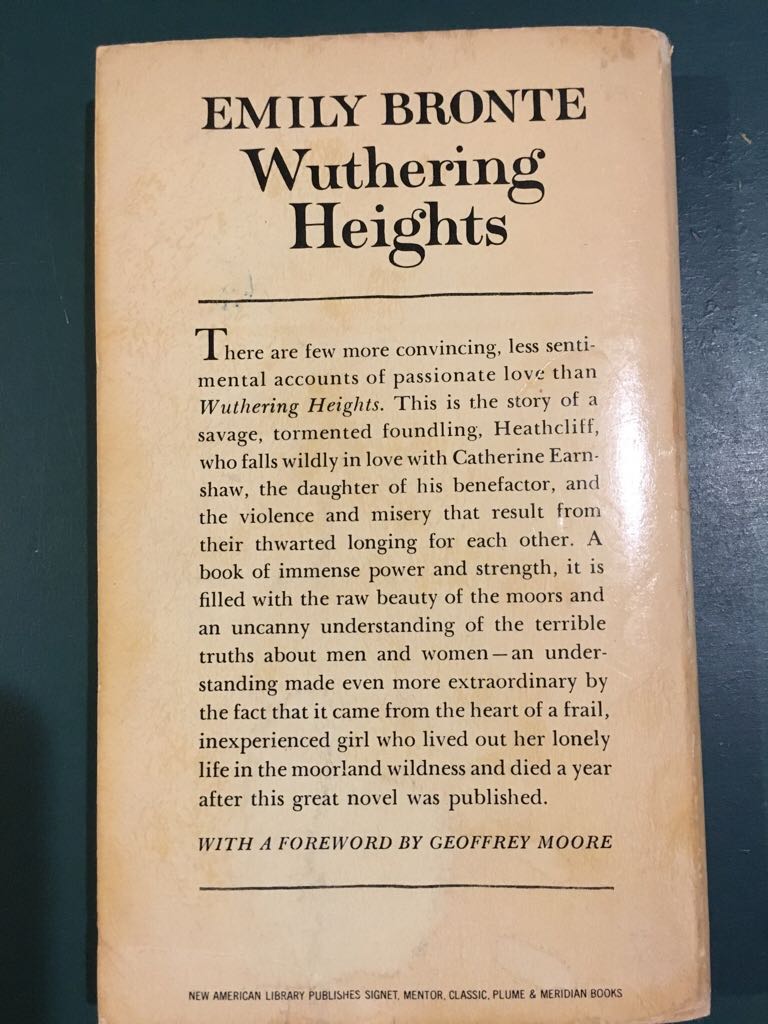 EMILY BRONTE
Wuthering
Heights
There are few more convincing, less senti-
mental accounts of passionate love than
Wuthering Heights. This is the story of a
savage, tormented foundling, Heathcliff,
who falls wildly in love with Catherine Earn-
shaw, the daughter of his benefactor, and
the violence and misery that result from
their thwarted longing for each other. A
book of immense power and strength, it is
filled with the raw beauty of the moors and
an uncanny understanding of the terrible
truths about men and women—an under-
standing made even more extraordinary by
the fact that it came from the heart of a frail,
inexperienced girl who lived out her lonely
life in the moorland wildness and died a year
after this great novel was published.
WITH A FOREWORD BY GEOFFREY MOORE
NEW AMERICAN LIBRARY PUBLISHES SIGNET, MENTOR, CLASSIC, PLUME & MERIDIAN BOOKS